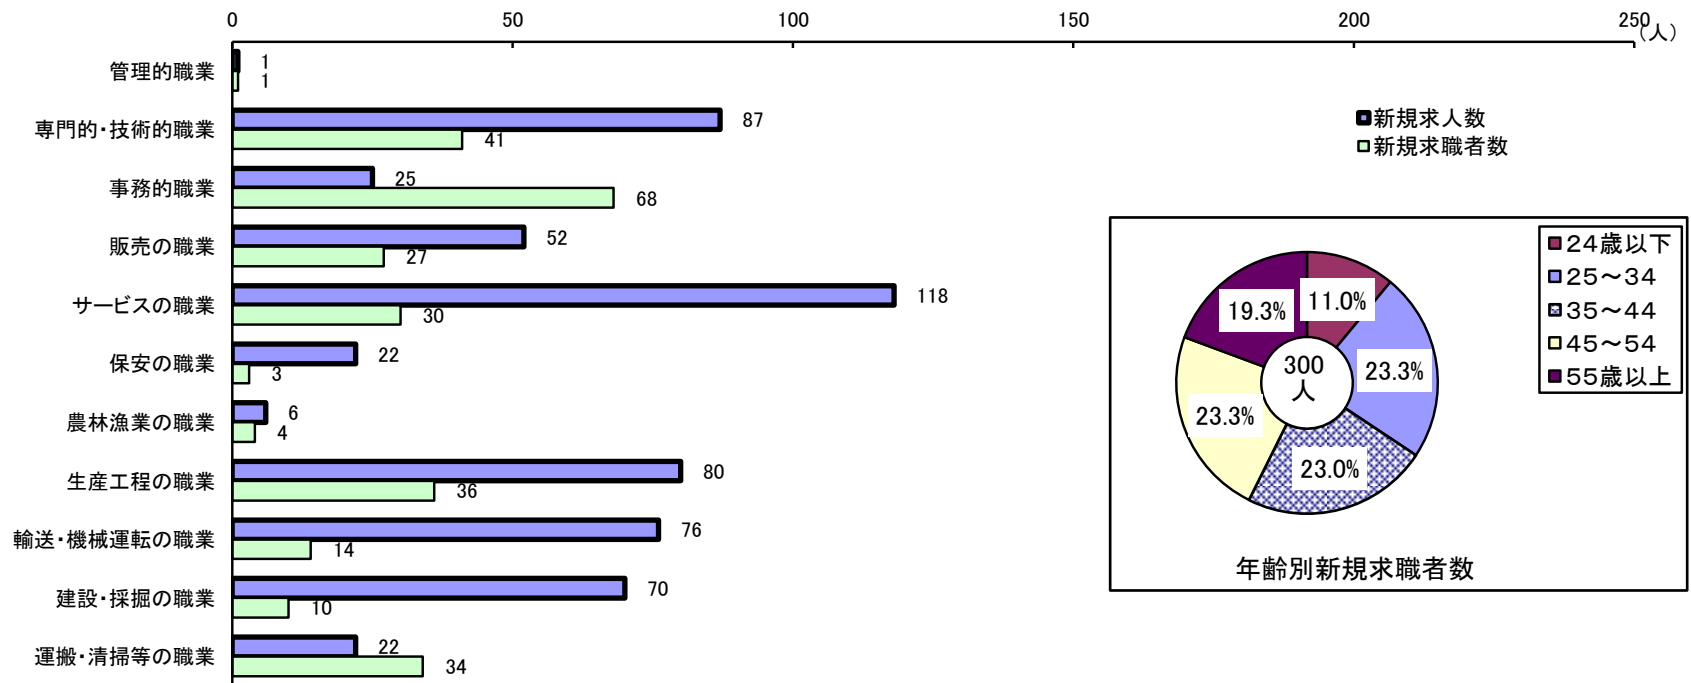 0 50 100 150 200 250
(人)
管理的職業 1
1
専門的・技術的職業 87
41
事務的職業 25
68
販売の職業 52
27
サービスの職業 118
30
保安の職業 22
3
農林漁業の職業 6
4
生産工程の職業 80
36
輸送・機械運転の職業 76
14
建設・採掘の職業 70
10
運搬・清掃等の職業 22
34
新規求人数
新規求職者数
24歳以下
25～34
35～44
45～54
55歳以上
11.0%
23.3%
23.0%
23.3%
19.3%
300
人
年齢別新規求職者数